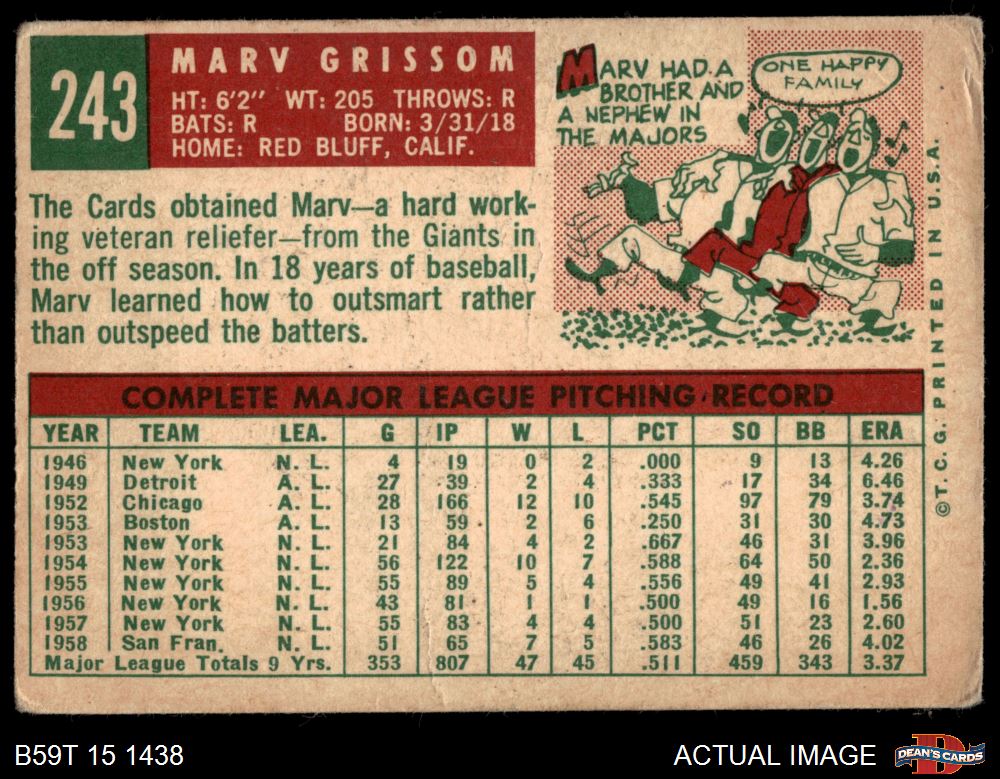 243
MARV GRISSOM
HT: 6'2" WT: 205 THROWS: R
BATS: R BORN: 3/31/18
HOME: RED BLUFF, CALIF.
MARV HAD A
BROTHER AND
A NEPHEW IN
THE MAJORS
ONE HAPPY
FAMILY
The Cards obtained Marv—a hard work-
ing veteran reliefer—from the Giants in
the off season. In 18 years of baseball,
Marv learned how to outsmart rather
than outspeed the batters.
COMPLETE MAJOR LEAGUE PITCHING RECORD
YEAR TEAM LEA. G IP W L PCT SO BB ERA
1946 New York N. L. 4 19 0 2 .000 9 13 4.26
1949 Detroit A. L. 27 39 2 4 .333 17 34 6.46
1952 Chicago A. L. 28 166 12 10 .545 97 79 3.74
1953 Boston A. L. 13 59 2 6 .250 31 30 4.73
1953 New York N. L. 21 84 4 2 .667 46 31 3.96
1954 New York N. L. 56 122 10 7 .588 64 50 2.36
1955 New York N. L. 55 89 5 4 .556 49 41 2.93
1956 New York N. L. 43 81 1 1 .500 49 16 1.56
1957 New York N. L. 55 83 4 4 .500 51 23 2.60
1958 San Fran. N. L. 51 65 7 5 .583 46 26 4.02
Major League Totals 9 Yrs. 353 807 47 45 .511 459 343 3.37
©T. C. G. PRINTED IN U.S.A.
B59T 15 1438
ACTUAL IMAGE
DEAN'S CARDS